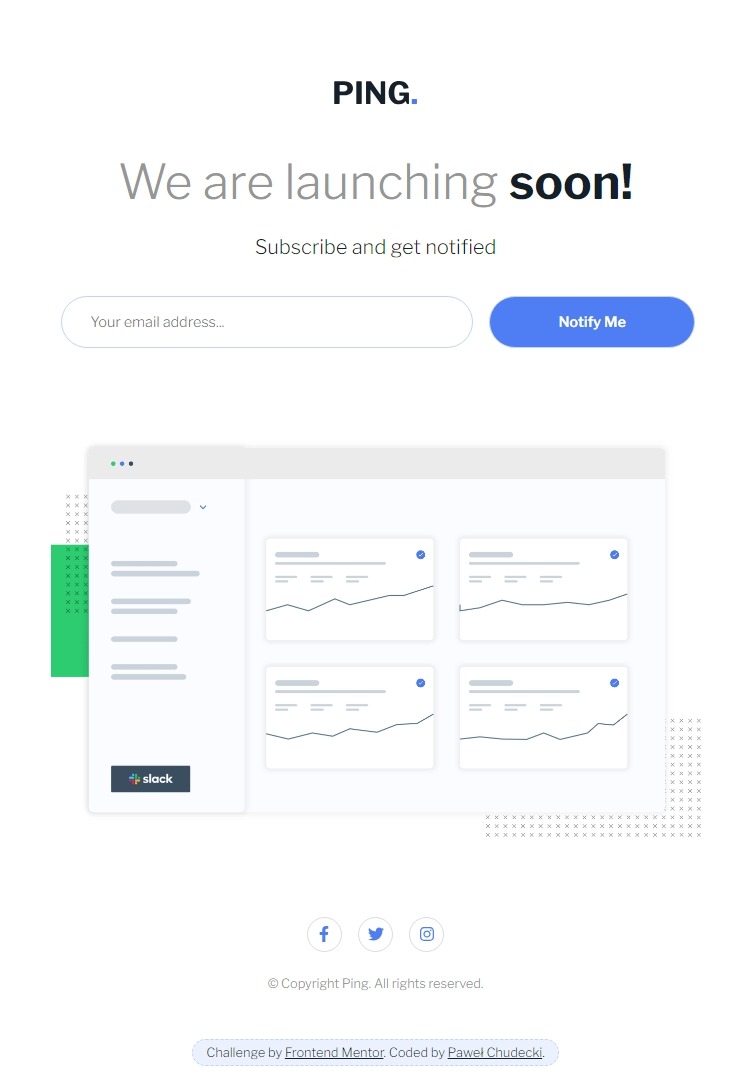 PING.
We are launching soon!
Subscribe and get notified
Your email address...
Notify Me
slack
© Copyright Ping. All rights reserved.
Challenge by Frontend Mentor. Coded by Paweł Chudecki.